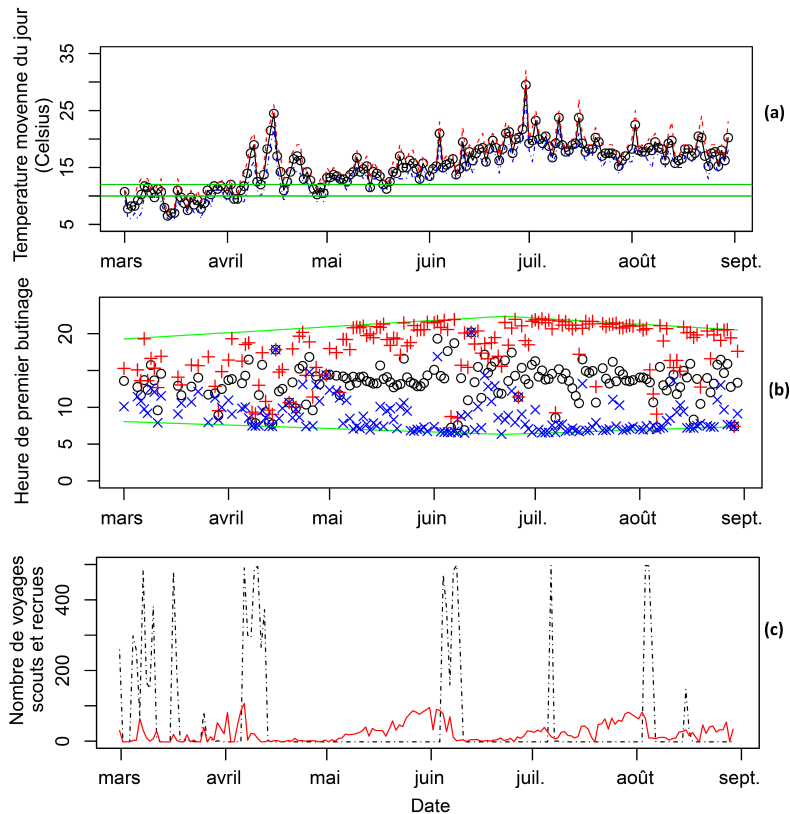 Temperature moyenne du jour
(Celsius)
35
25
15
5
mars avril mai juin juil. août sept.
(a)
Heure de premier butinage
20
10
5
0
mars avril mai juin juil. août sept.
(b)
Nombre de voyages
scouts et recrues
400
200
0
mars avril mai juin juil. août sept.
Date
(c)